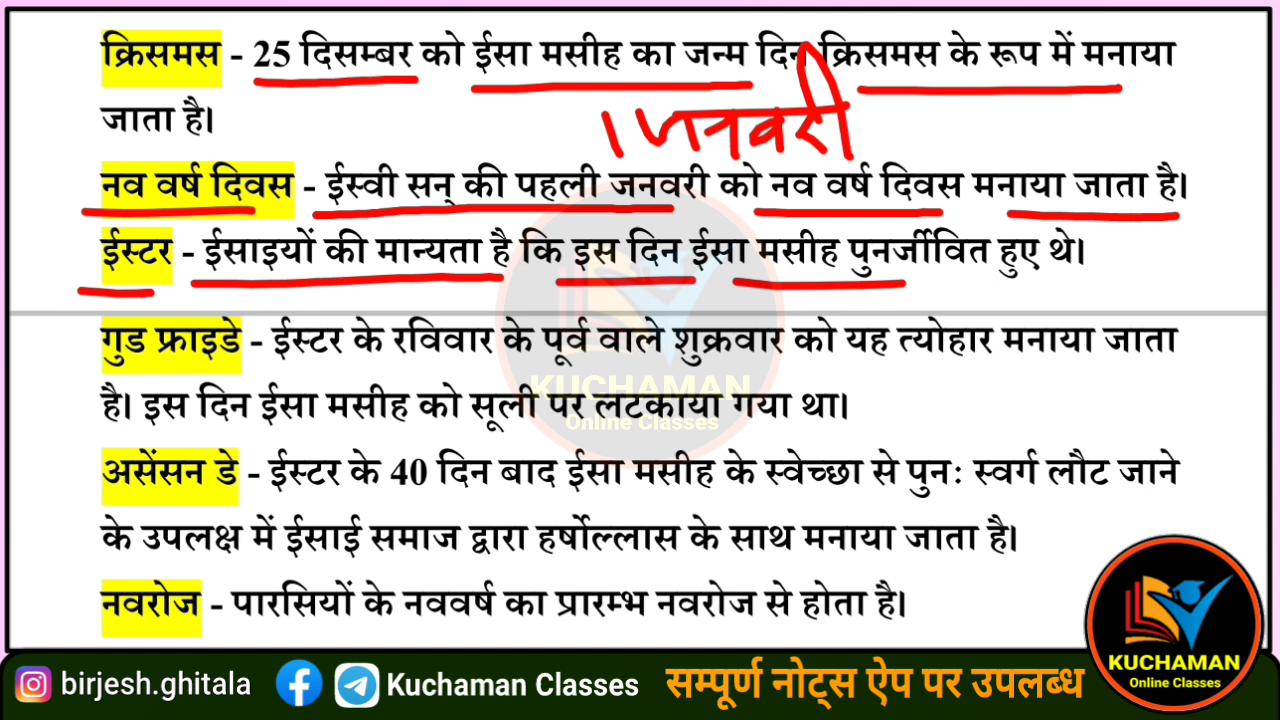 क्रिसमस - 25 दिसम्बर को ईसा मसीह का जन्म दिन क्रिसमस के रूप में मनाया
जाता है।
1 जनवरी
नव वर्ष दिवस - ईस्वी सन् की पहली जनवरी को नव वर्ष दिवस मनाया जाता है।
ईस्टर - ईसाइयों की मान्यता है कि इस दिन ईसा मसीह पुनर्जीवित हुए थे।
गुड फ्राइडे - ईस्टर के रविवार के पूर्व वाले शुक्रवार को यह त्योहार मनाया जाता
है। इस दिन ईसा मसीह को सूली पर लटकाया गया था।
KUCHAMAN
Online Classes
असेंसन डे - ईस्टर के 40 दिन बाद ईसा मसीह के स्वेच्छा से पुनः स्वर्ग लौट जाने
के उपलक्ष में ईसाई समाज द्वारा हर्षोल्लास के साथ मनाया जाता है।
नवरोज - पारसियों के नववर्ष का प्रारम्भ नवरोज से होता है।
KUCHAMAN
Online Classes
birjesh.ghitala Kuchaman Classes सम्पूर्ण नोट्स ऐप पर उपलब्ध